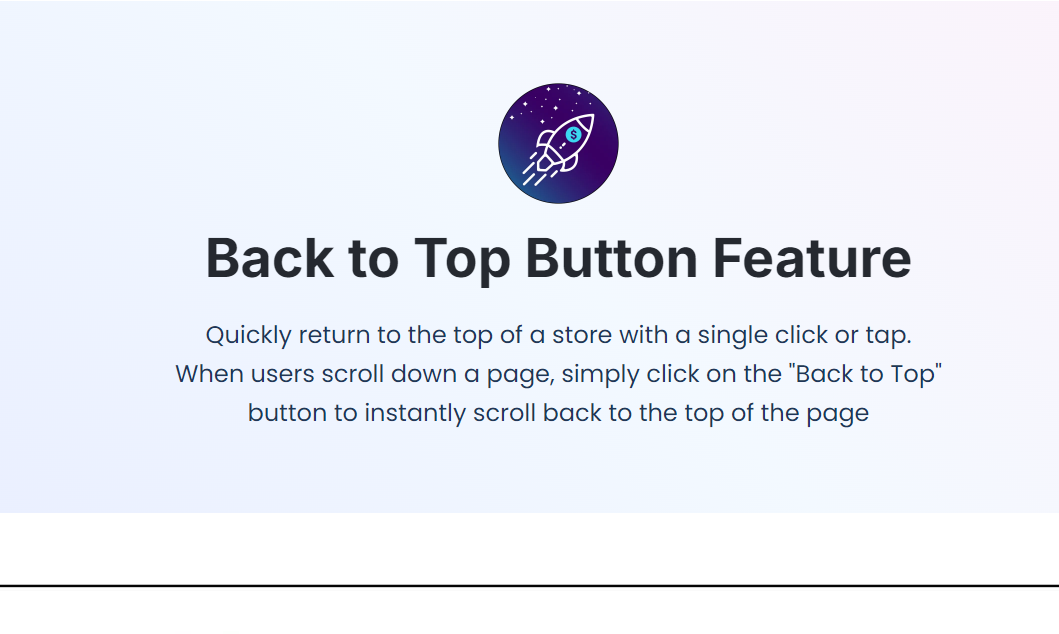 $
Back to Top Button Feature
Quickly return to the top of a store with a single click or tap.
When users scroll down a page, simply click on the "Back to Top"
button to instantly scroll back to the top of the page